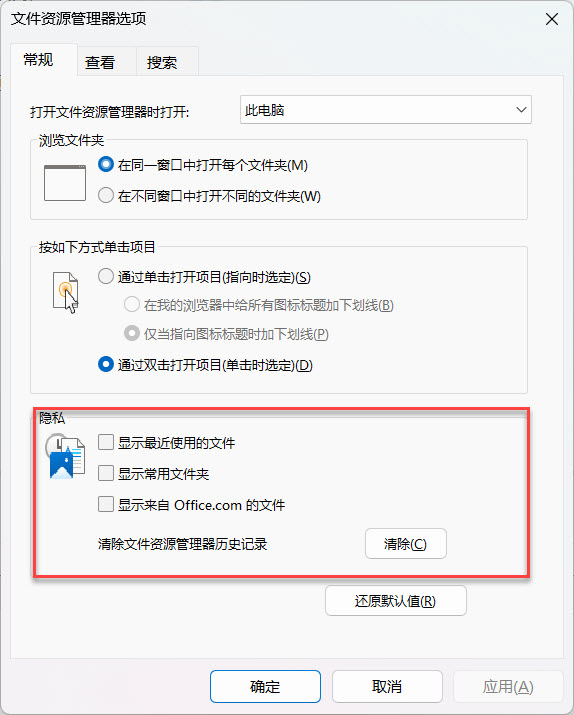 文件资源管理器选项
常规 查看 搜索
打开文件资源管理器时打开: 此电脑
浏览文件夹
在同一窗口中打开每个文件夹(M)
在不同窗口中打开不同的文件夹(W)
按如下方式单击项目
通过单击打开项目(指向时选定)(S)
在我的浏览器中给所有图标标题加下划线(B)
仅当指向图标标题时加下划线(P)
通过双击打开项目(单击时选定)(D)
隐私
显示最近使用的文件
显示常用文件夹
显示来自 Office.com 的文件
清除文件资源管理器历史记录 清除(C)
还原默认值(R)
确定 取消 应用(A)